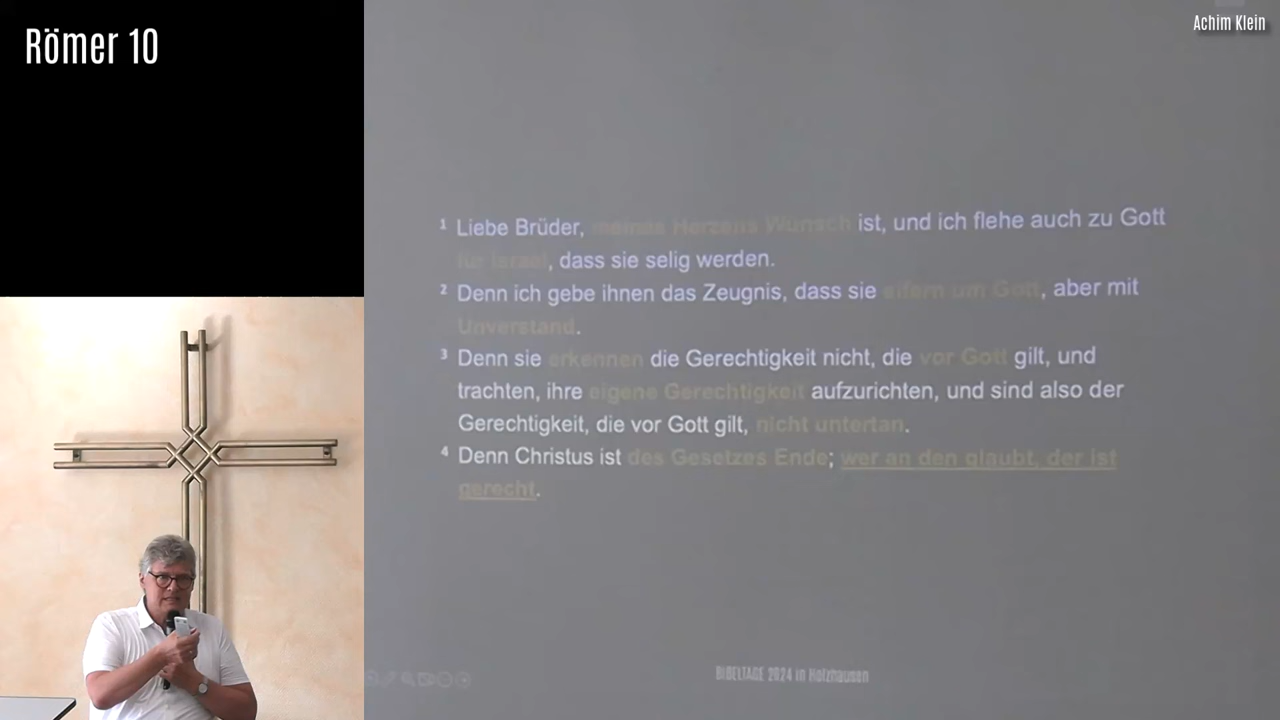 Römer 10
Achim Klein
¹ Liebe Brüder, meines Herzens Wunsch ist, und ich flehe auch zu Gott
für Israel, dass sie selig werden.
² Denn ich gebe ihnen das Zeugnis, dass sie eifern um Gott, aber mit
Unverstand.
³ Denn sie erkennen die Gerechtigkeit nicht, die vor Gott gilt, und
trachten, ihre eigene Gerechtigkeit aufzurichten, und sind also der
Gerechtigkeit, die vor Gott gilt, nicht untertan.
⁴ Denn Christus ist des Gesetzes Ende; wer an den glaubt, der ist
gerecht.
BIBELTAGE 2024 in Holzhausen